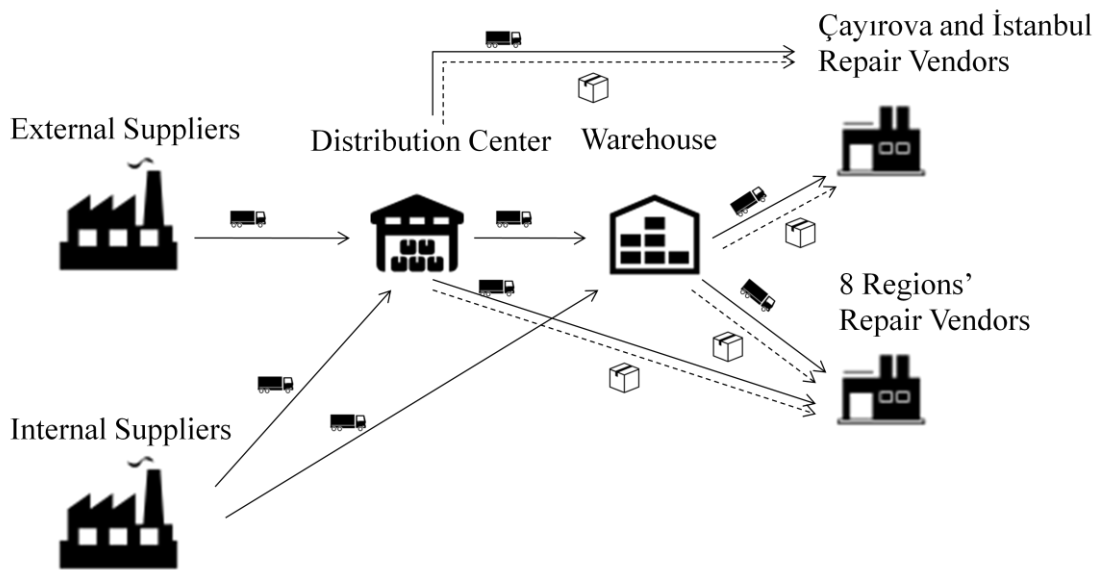 Çayırova and İstanbul
Repair Vendors
External Suppliers
Distribution Center
Warehouse
8 Regions’
Repair Vendors
Internal Suppliers